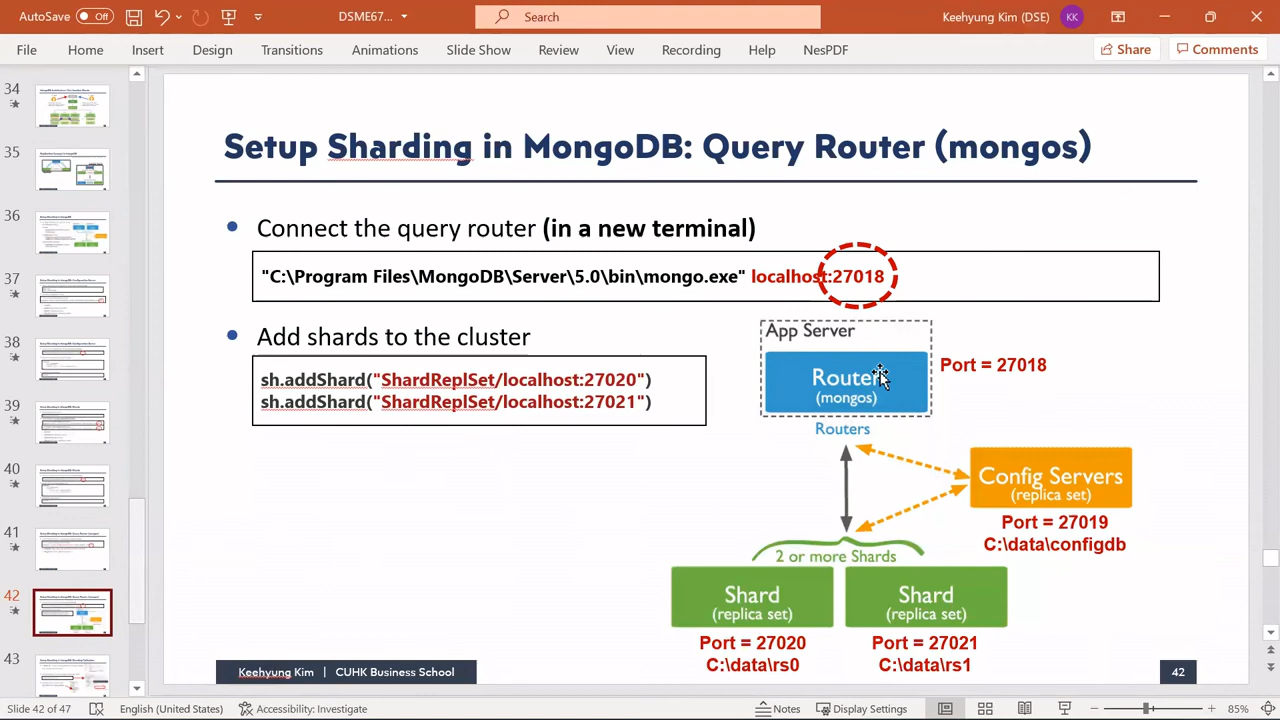 AutoSave Off DSME67... Search Keehyung Kim (DSE) KK
File Home Insert Design Transitions Animations Slide Show Review View Recording Help NesPDF Share Comments
34
35
36
37
38
39
40
41
42
Setup Sharding in MongoDB: Query Router (mongos)
Connect the query router (in a new terminal)
"C:\Program Files\MongoDB\Server\5.0\bin\mongo.exe" localhost:27018
Add shards to the cluster
sh.addShard("ShardReplSet/localhost:27020")
sh.addShard("ShardReplSet/localhost:27021")
App Server
Router
(mongos)
Port = 27018
Routers
Config Servers
(replica set)
Port = 27019
C:\data\configdb
2 or more Shards
Shard
(replica set)
Port = 27020
C:\data\rs0
Shard
(replica set)
Port = 27021
C:\data\rs1
Keehyung Kim | CUHK Business School
42
Slide 42 of 47 English (United States) Accessibility: Investigate Notes Display Settings 85%